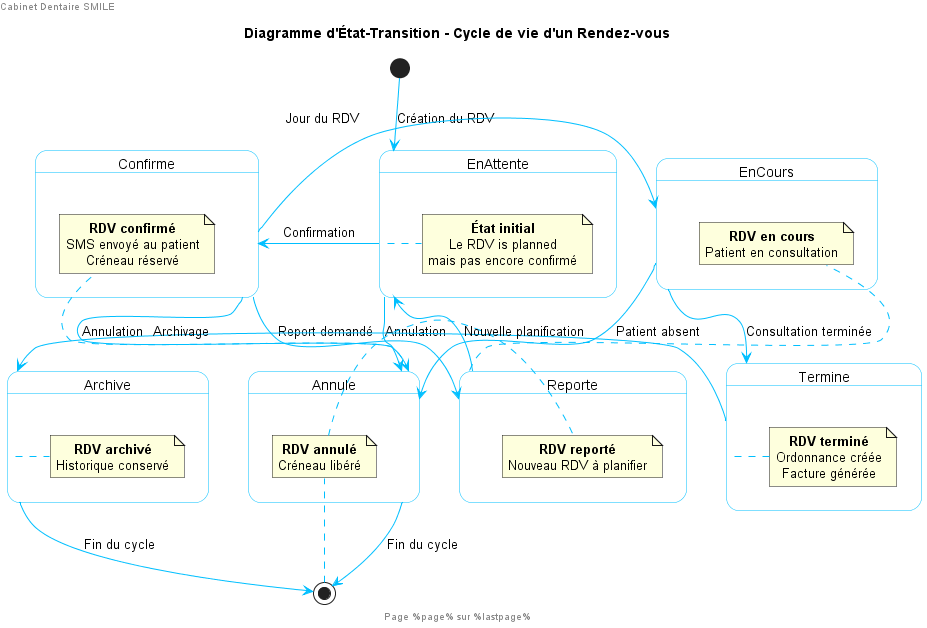 Cabinet Dentaire SMILE
Diagramme d'État-Transition - Cycle de vie d'un Rendez-vous
Jour du RDV
Création du RDV
Confirme
RDV confirmé
SMS envoyé au patient
Créneau réservé
Confirmation
EnAttente
État initial
Le RDV is planned
mais pas encore confirmé
EnCours
RDV en cours
Patient en consultation
Annulation
Archivage
Report demandé
Annulation
Nouvelle planification
Patient absent
Consultation terminée
Archive
RDV archivé
Historique conservé
Annule
RDV annulé
Créneau libéré
Reporte
RDV reporté
Nouveau RDV à planifier
Termine
RDV terminé
Ordonnance créée
Facture générée
Fin du cycle
Fin du cycle
Page %page% sur %lastpage%